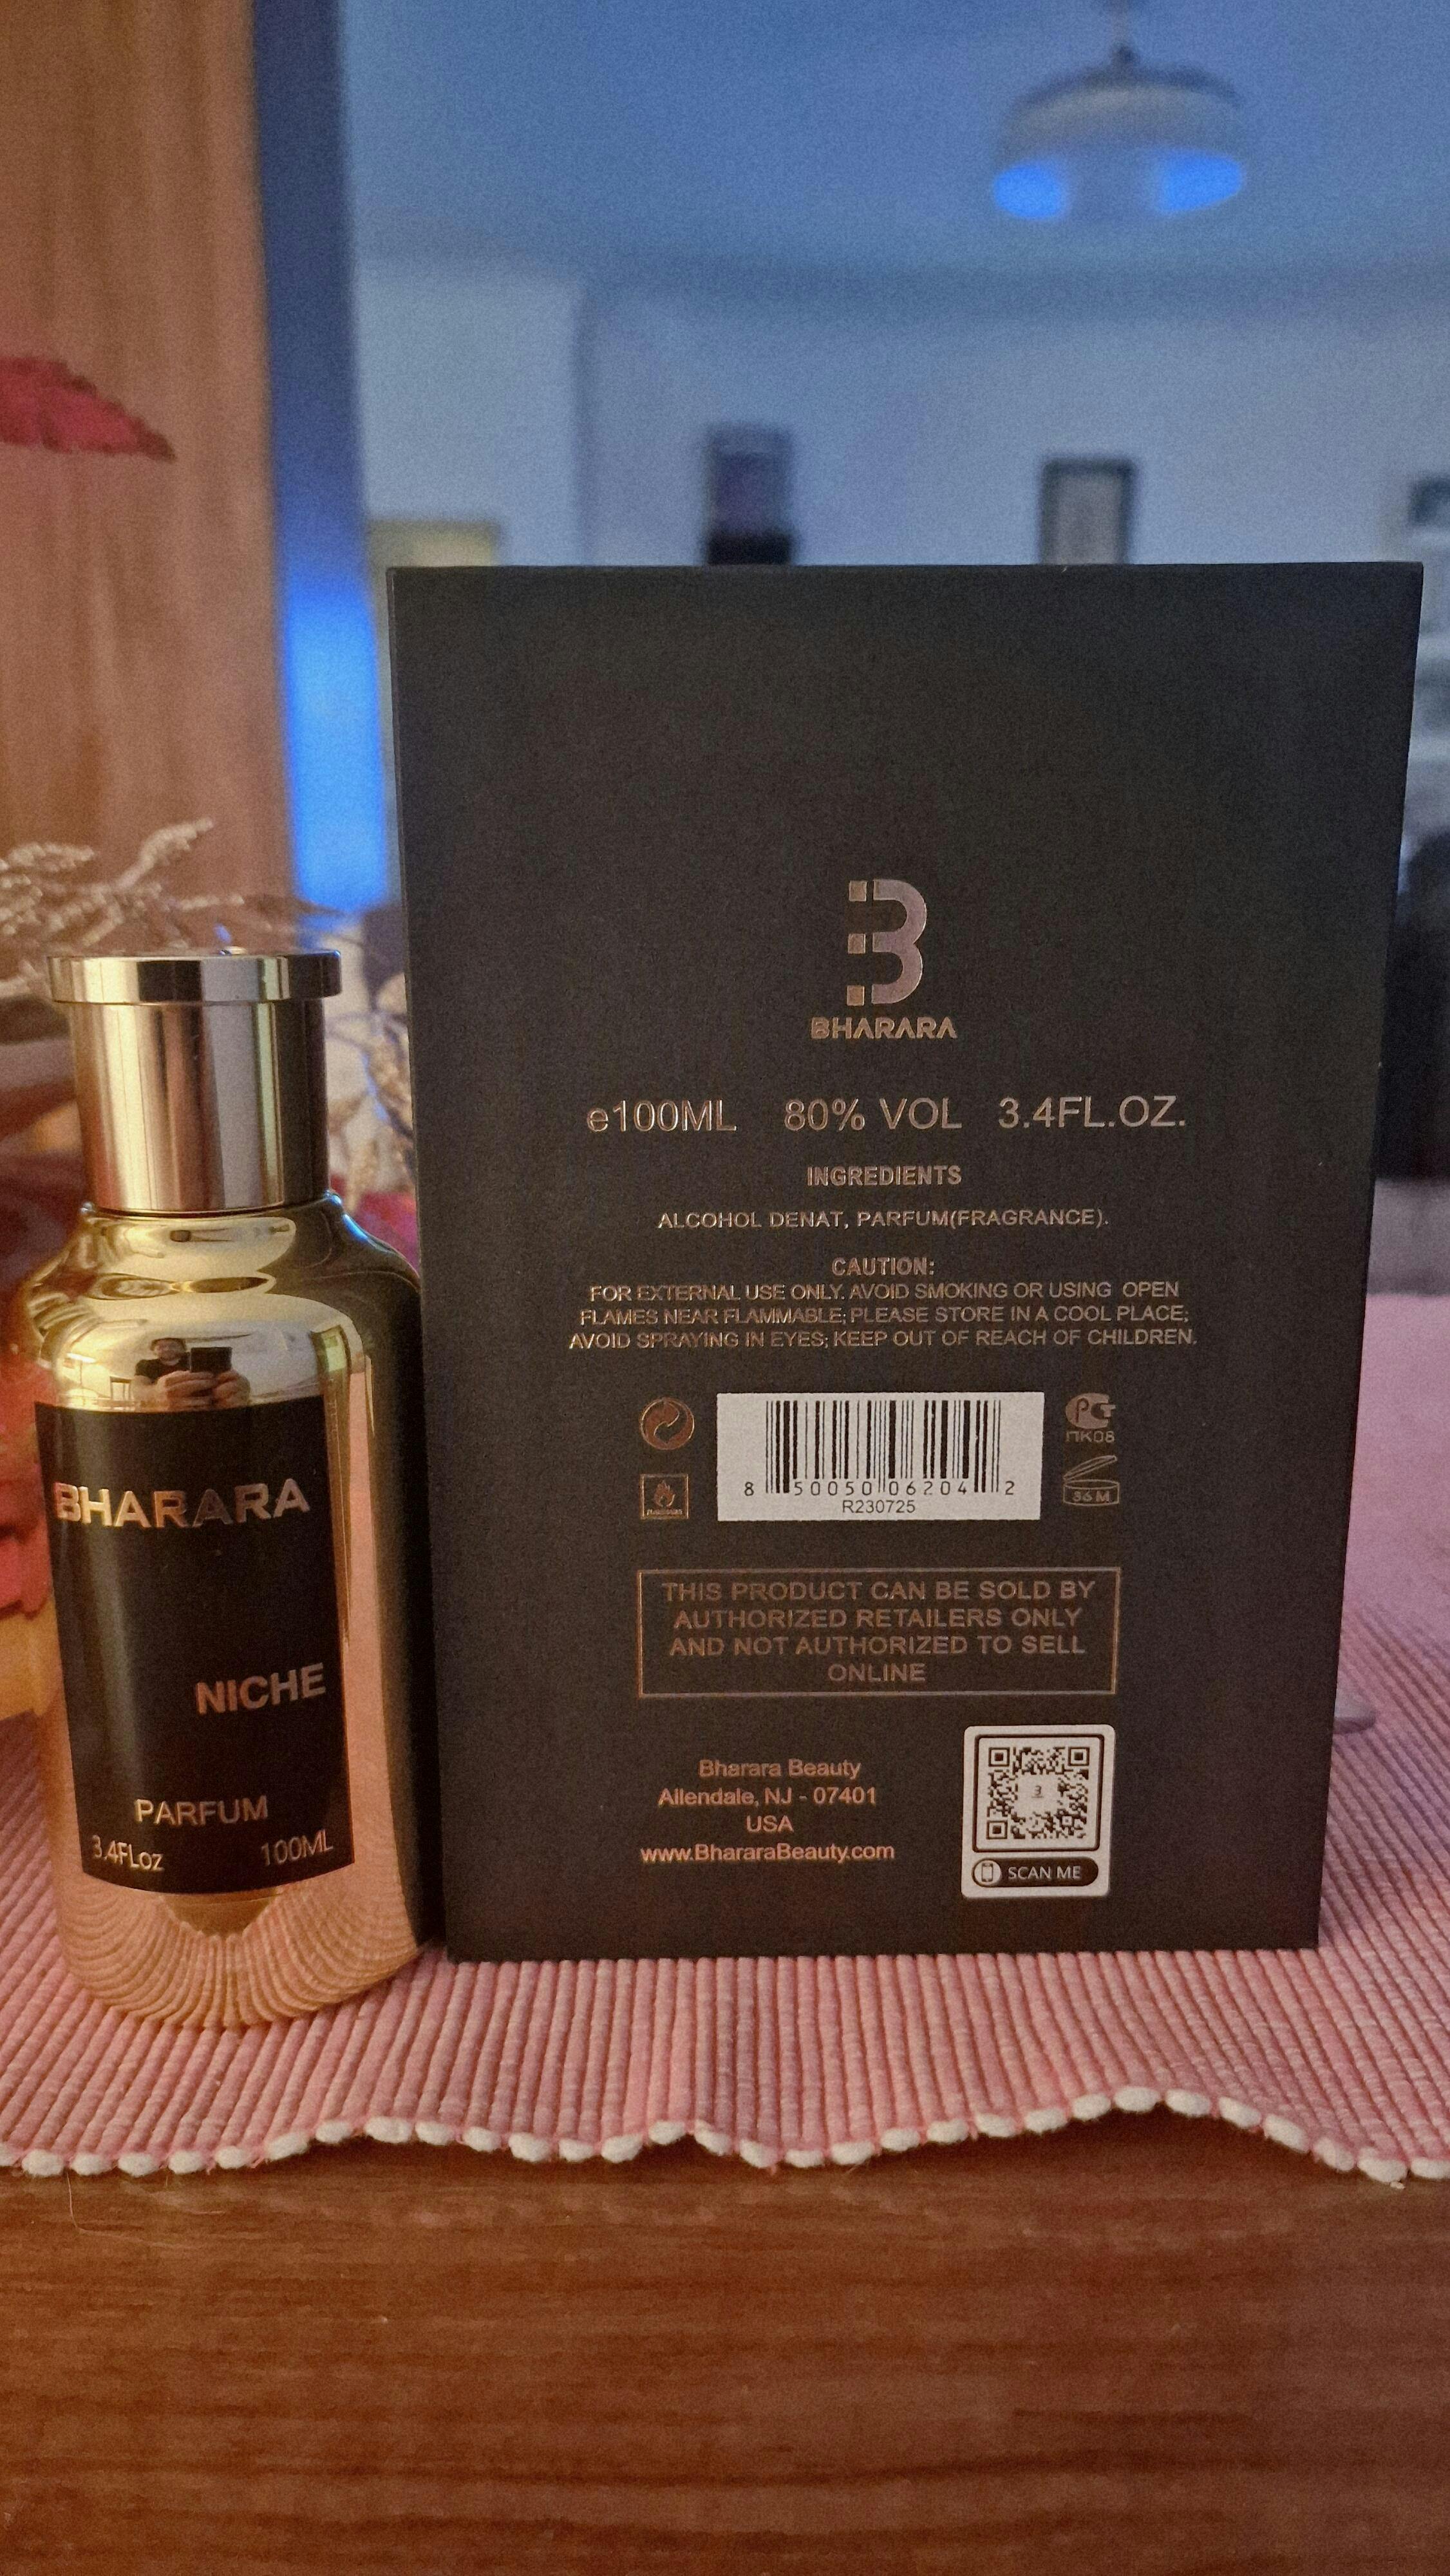 BHARARA
e100ML 80% VOL 3.4FL.OZ.
INGREDIENTS
ALCOHOL DENAT, PARFUM(FRAGRANCE).
CAUTION:
FOR EXTERNAL USE ONLY. AVOID SMOKING OR USING OPEN
FLAMES NEAR FLAMMABLE; PLEASE STORE IN A COOL PLACE;
AVOID SPRAYING IN EYES; KEEP OUT OF REACH OF CHILDREN.
8 50050 06204 2
R230725
ПК08
36 M
THIS PRODUCT CAN BE SOLD BY
AUTHORIZED RETAILERS ONLY
AND NOT AUTHORIZED TO SELL
ONLINE
Bharara Beauty
Allendale, NJ - 07401
USA
www.BhararaBeauty.com
SCAN ME
BHARARA
NICHE
PARFUM
3.4FLoz 100ML